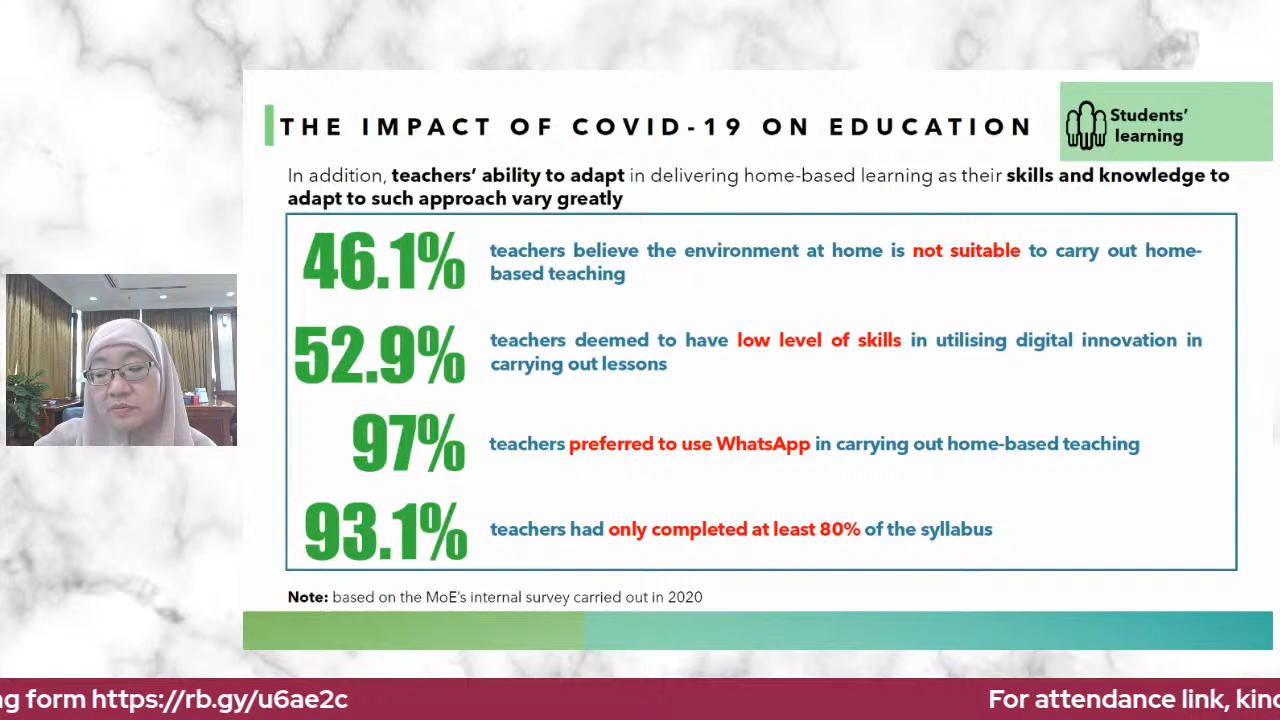 THE IMPACT OF COVID-19 ON EDUCATION
Students'
learning
In addition, teachers' ability to adapt in delivering home-based learning as their skills and knowledge to
adapt to such approach vary greatly
46.1%
teachers believe the environment at home is not suitable to carry out home-
based teaching
52.9%
teachers deemed to have low level of skills in utilising digital innovation in
carrying out lessons
97%
teachers preferred to use WhatsApp in carrying out home-based teaching
93.1%
teachers had only completed at least 80% of the syllabus
Note: based on the MoE's internal survey carried out in 2020
ng form https://rb.gy/u6ae2c
For attendance link, kinc